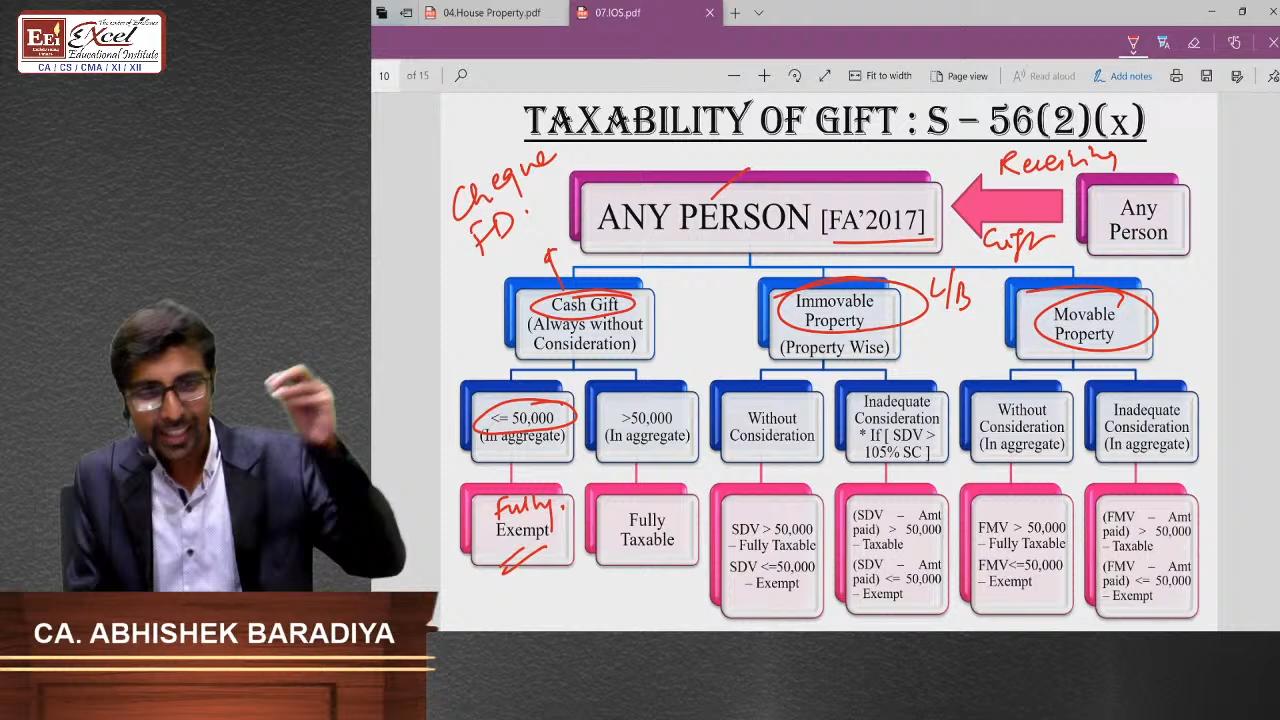 The centre of Excellence
EEi
Excel
Educational Institute
CA / CS / CMA / XI / XII
04.House Property.pdf
07.IOS.pdf
10 of 15
Fit to width
Page view
Read aloud
Add notes
TAXABILITY OF GIFT : S – 56(2)(x)
Cheque
FD.
Receiving
Gift
ANY PERSON [FA'2017]
Any
Person
L/B
Cash Gift
(Always without
Consideration)
Immovable
Property
(Property Wise)
Movable
Property
<= 50,000
(In aggregate)
>50,000
(In aggregate)
Without
Consideration
Inadequate
Consideration
* If [ SDV >
105% SC ]
Without
Consideration
(In aggregate)
Inadequate
Consideration
(In aggregate)
Fully.
Exempt
Fully
Taxable
SDV > 50,000
– Fully Taxable
SDV <=50,000
– Exempt
(SDV – Amt
paid) > 50,000
– Taxable
(SDV – Amt
paid) <= 50,000
– Exempt
FMV > 50,000
– Fully Taxable
FMV<=50,000
– Exempt
(FMV – Amt
paid) > 50,000
– Taxable
(FMV – Amt
paid) <= 50,000
– Exempt
CA. ABHISHEK BARADIYA